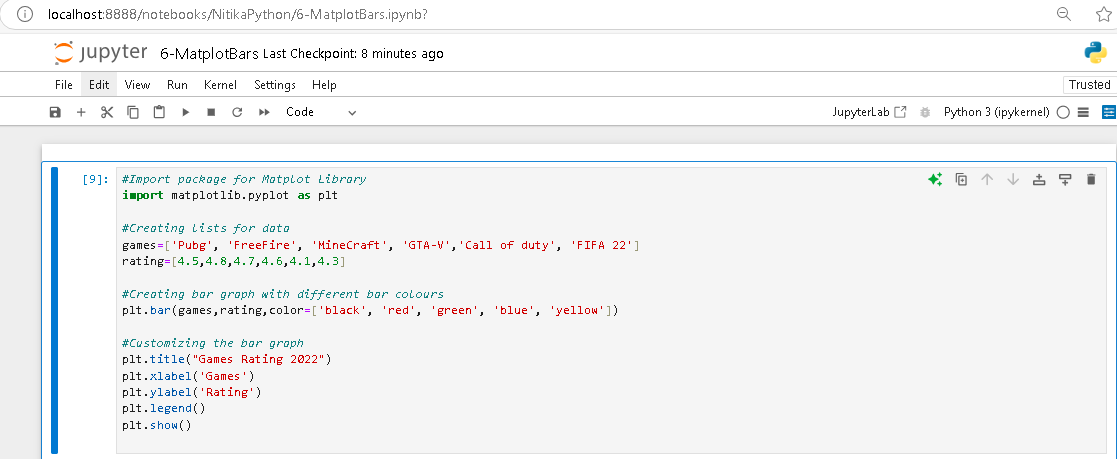 localhost:8888/notebooks/NitikaPython/6-MatplotBars.ipynb?
jupyter 6-MatplotBars Last Checkpoint: 8 minutes ago
File Edit View Run Kernel Settings Help Trusted
Code JupyterLab Python 3 (ipykernel)
[9]: #Import package for Matplot Library
import matplotlib.pyplot as plt
#Creating lists for data
games=['Pubg', 'FreeFire', 'MineCraft', 'GTA-V','Call of duty', 'FIFA 22']
rating=[4.5,4.8,4.7,4.6,4.1,4.3]
#Creating bar graph with different bar colours
plt.bar(games,rating,color=['black', 'red', 'green', 'blue', 'yellow'])
#Customizing the bar graph
plt.title("Games Rating 2022")
plt.xlabel('Games')
plt.ylabel('Rating')
plt.legend()
plt.show()